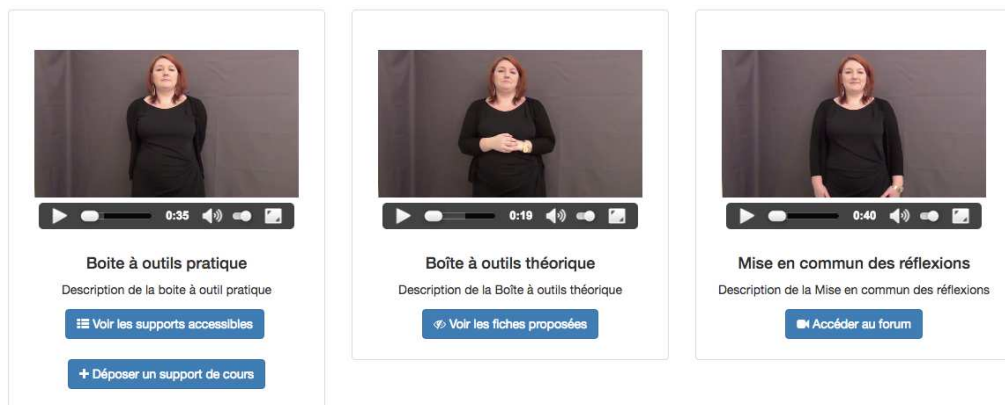 0:35
Boite à outils pratique
Description de la boite à outil pratique
Voir les supports accessibles
Déposer un support de cours
0:19
Boîte à outils théorique
Description de la Boîte à outils théorique
Voir les fiches proposées
0:40
Mise en commun des réflexions
Description de la Mise en commun des réflexions
Accéder au forum